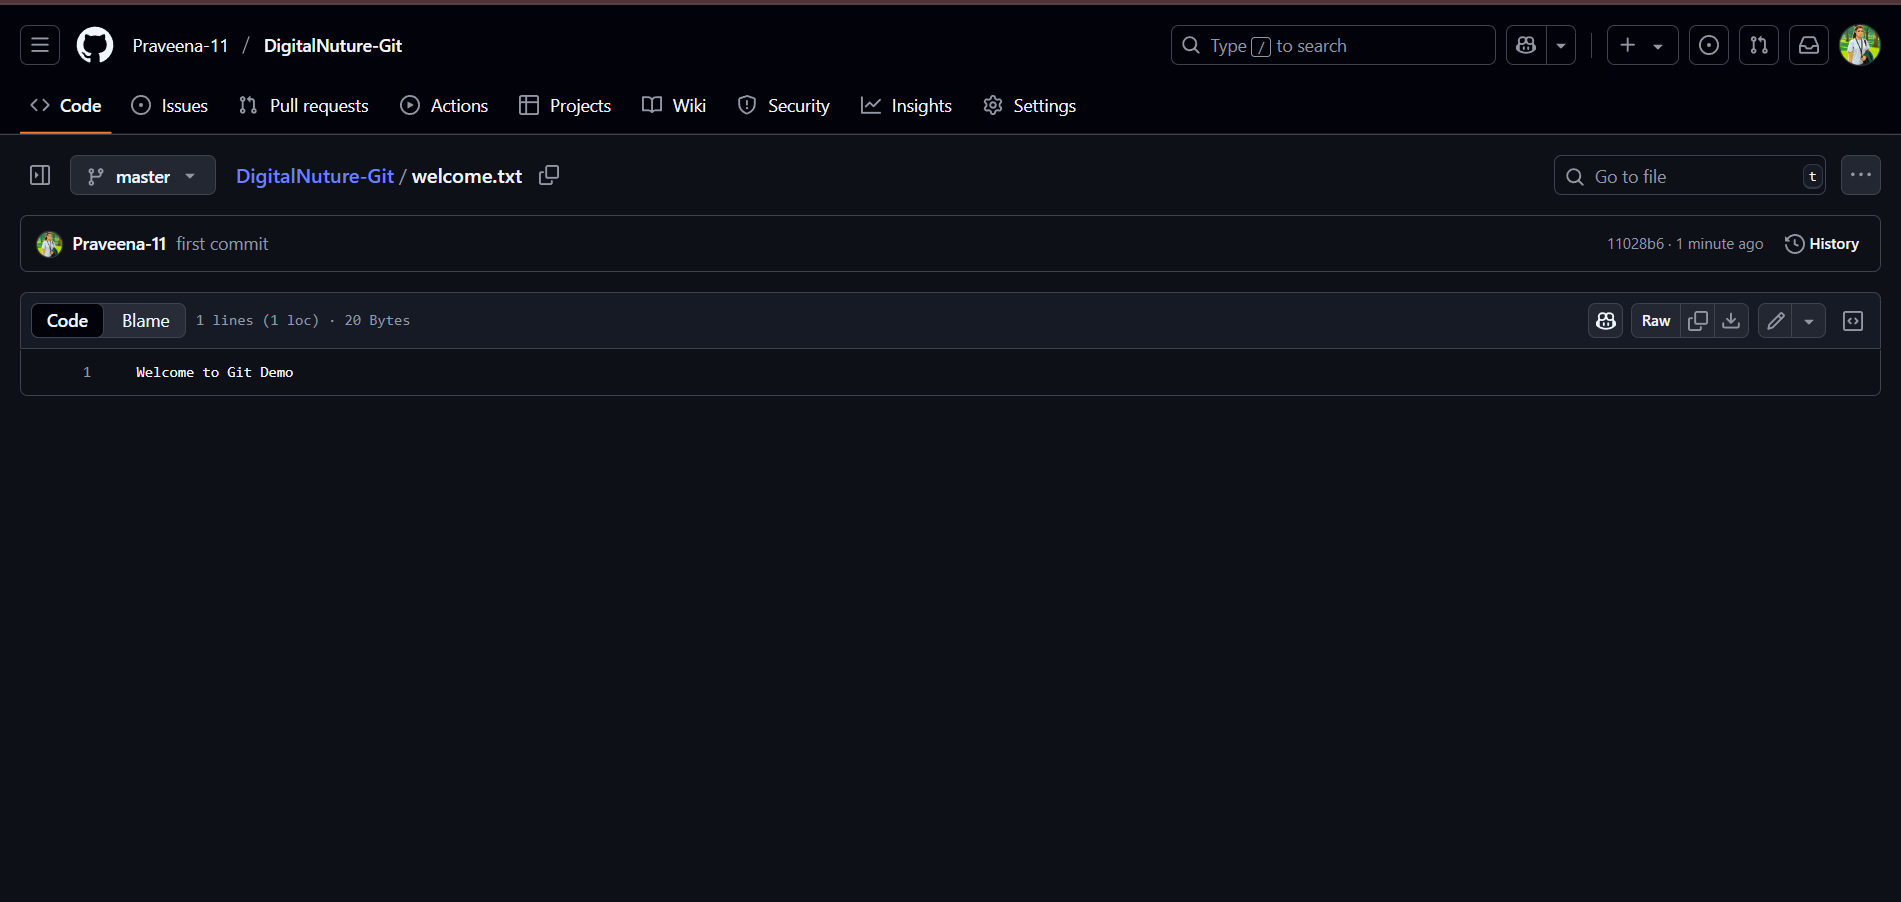 Praveena-11 / DigitalNuture-Git
Type / to search
Code Issues Pull requests Actions Projects Wiki Security Insights Settings
master DigitalNuture-Git / welcome.txt
Go to file t
Praveena-11 first commit
11028b6 · 1 minute ago History
Code Blame 1 lines (1 loc) · 20 Bytes
Raw
1 Welcome to Git Demo